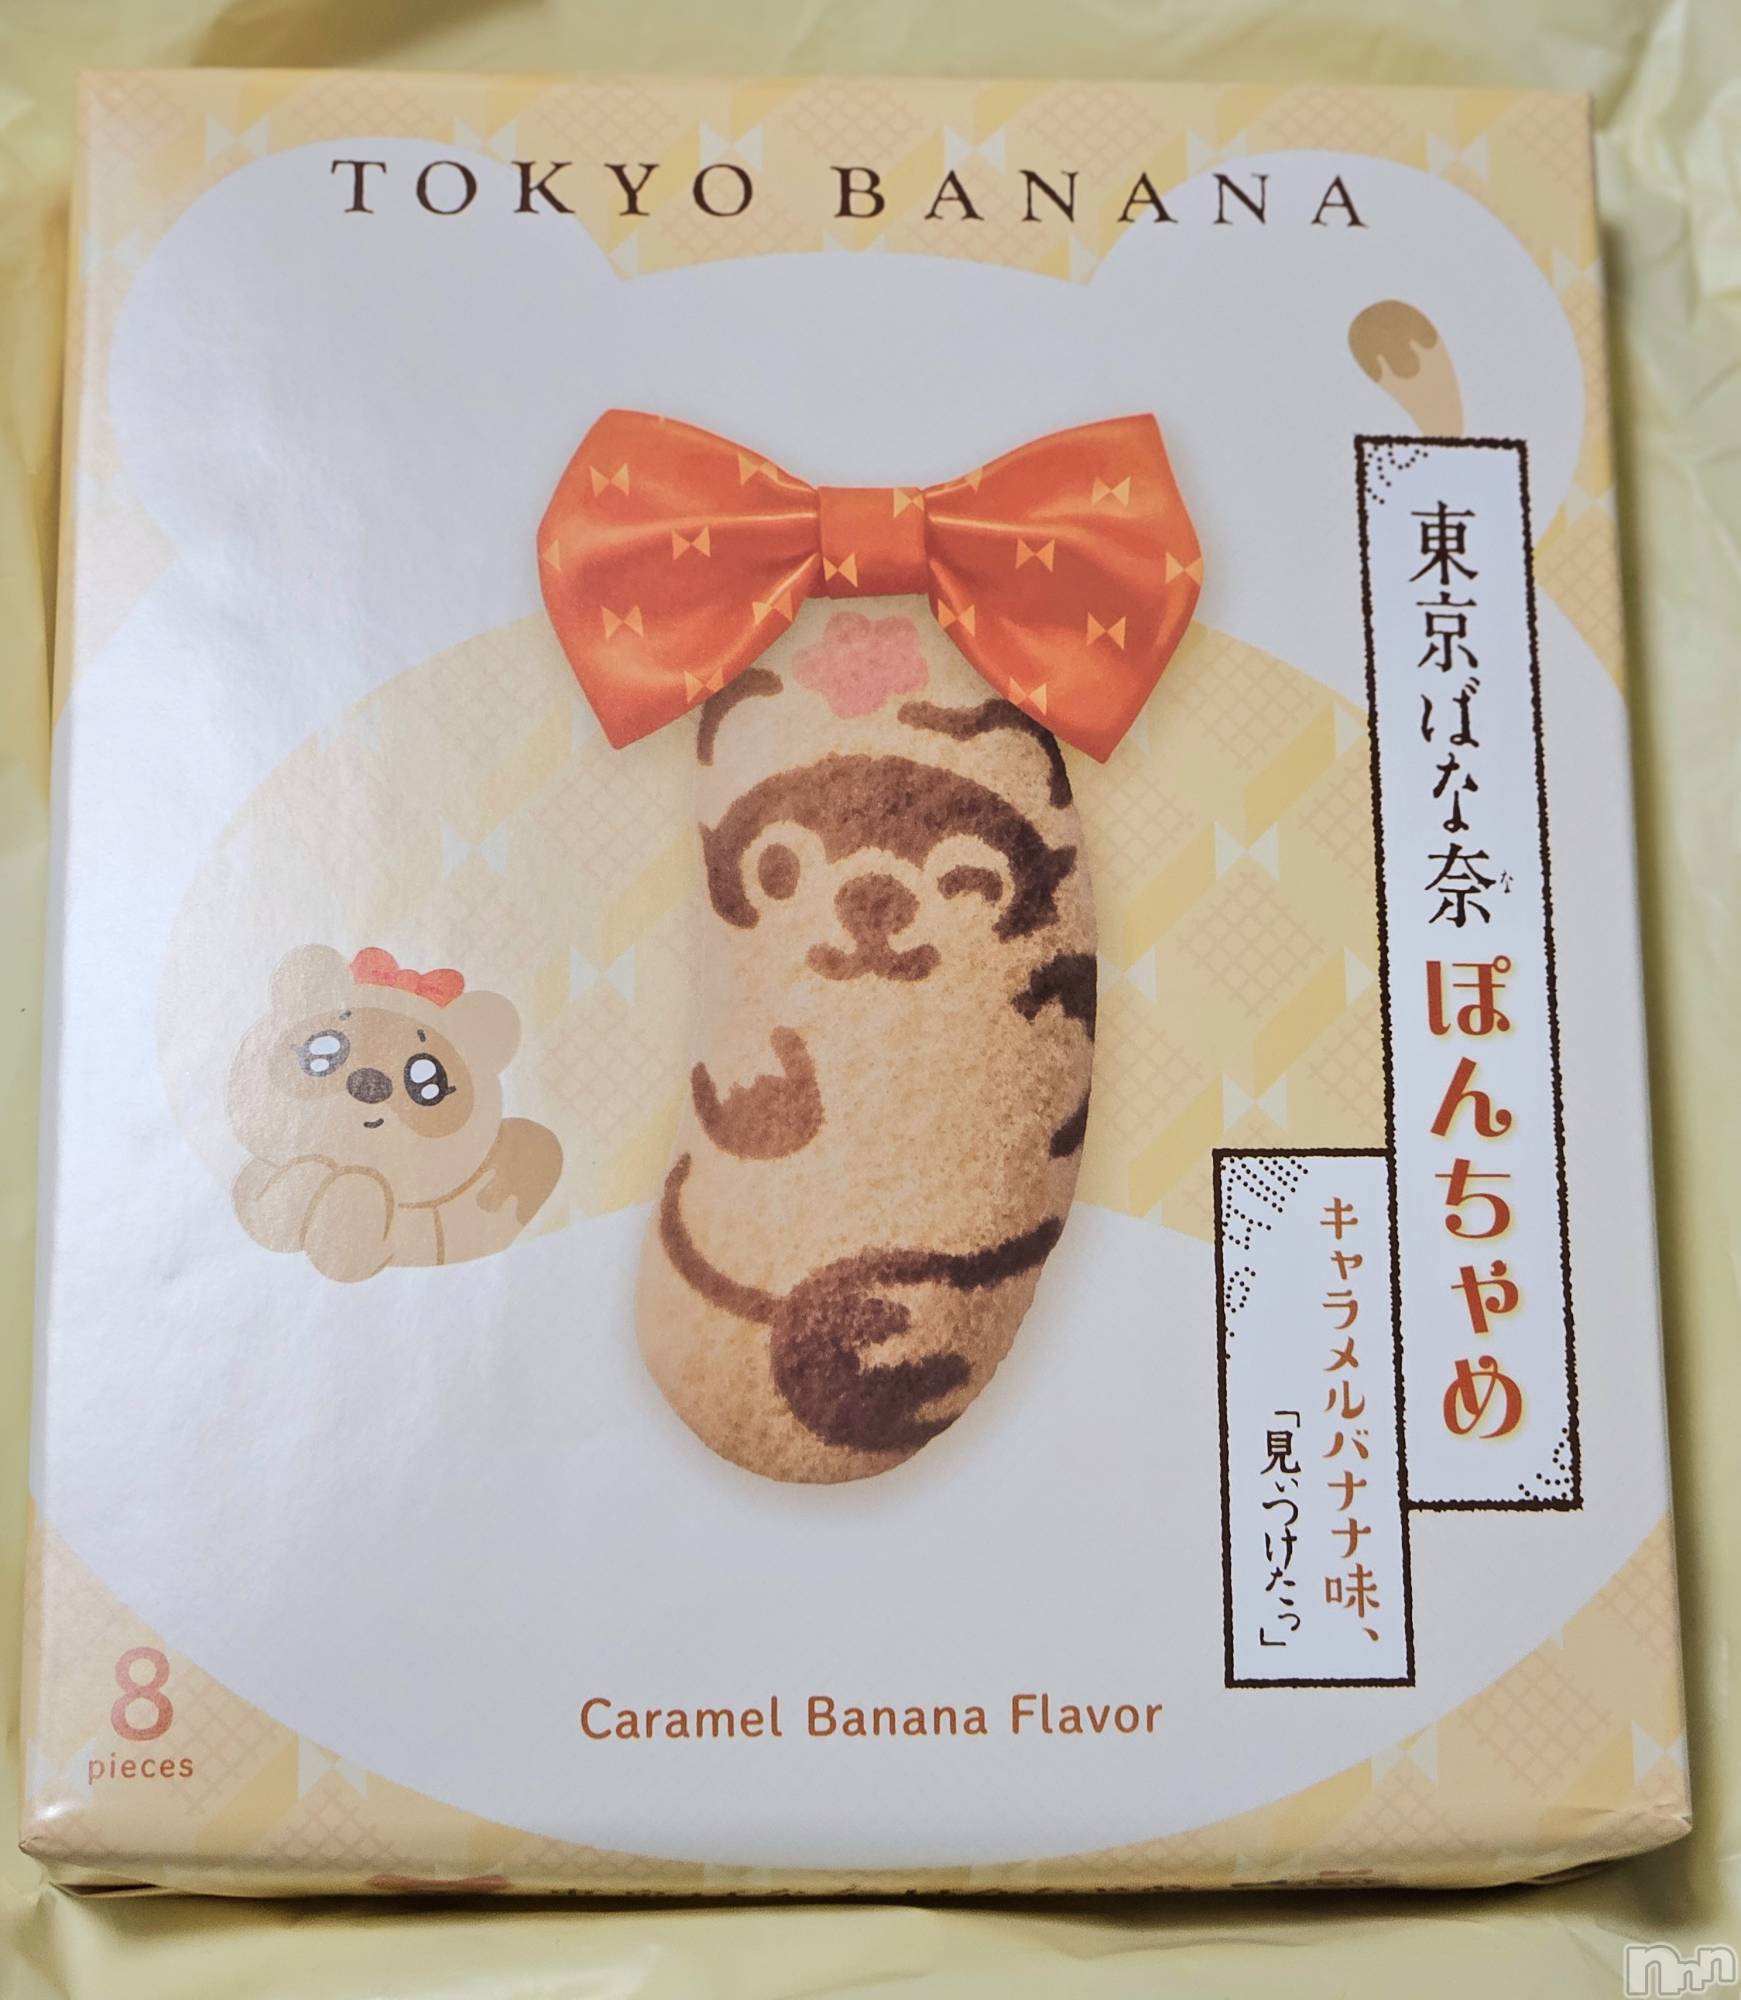 TOKYO BANANA
東京ばな奈 ぽんちゃめ
な
キャラメルバナナ味、
「見ぃつけたっ」
Caramel Banana Flavor
8
pieces
nnn